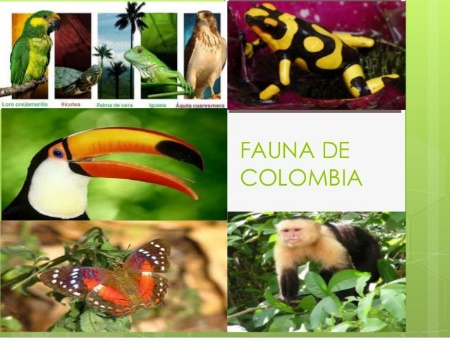 Loro orejiamarillo Hicotea Palma de cera Iguana Águila cuaresmera
FAUNA DE
COLOMBIA